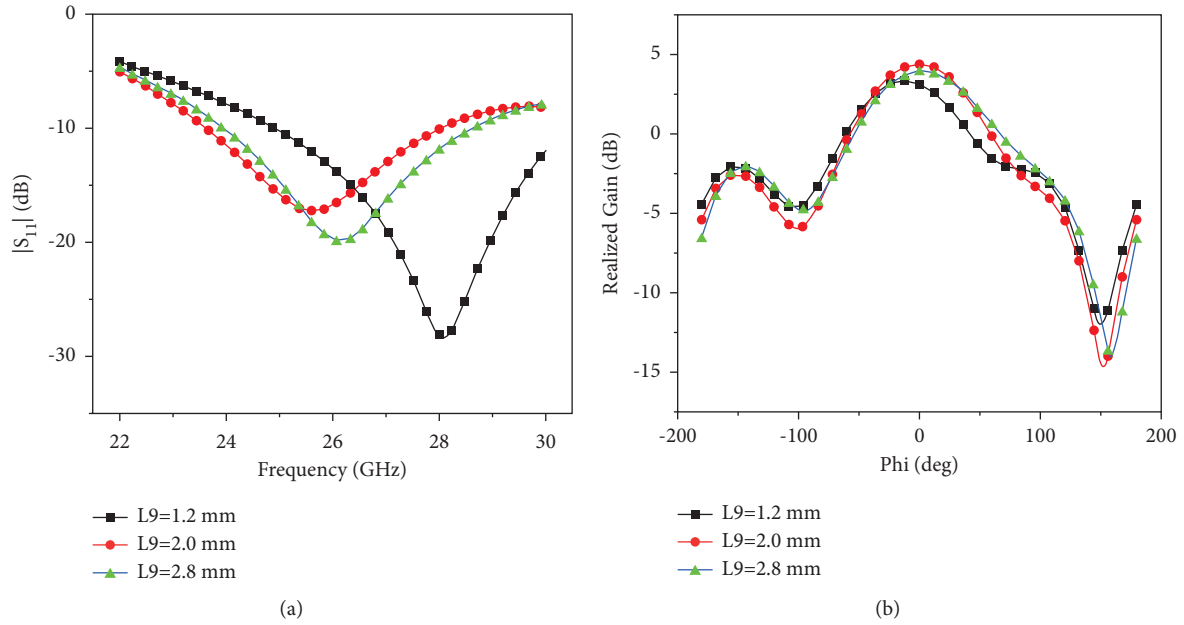 0
-10
-20
-30
|S11| (dB)
22 24 26 28 30
Frequency (GHz)
L9=1.2 mm
L9=2.0 mm
L9=2.8 mm
(a)
5
0
-5
-10
-15
Realized Gain (dB)
-200 -100 0 100 200
Phi (deg)
L9=1.2 mm
L9=2.0 mm
L9=2.8 mm
(b)